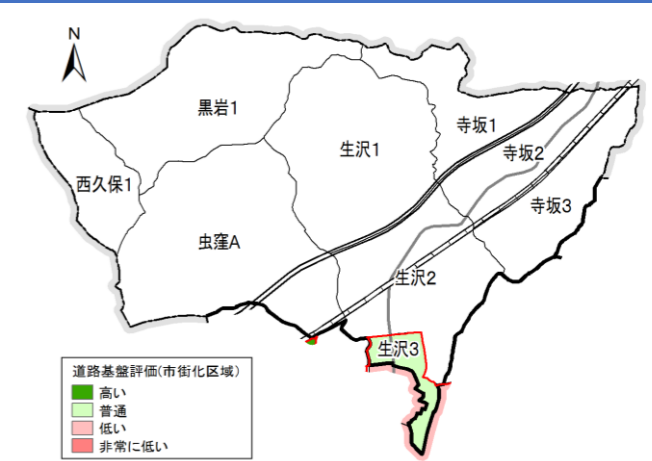 N
黒岩1
生沢1
寺坂1
寺坂2
西久保1
寺坂3
虫窪A
生沢2
生沢3
道路基盤評価(市街化区域)
高い
普通
低い
非常に低い